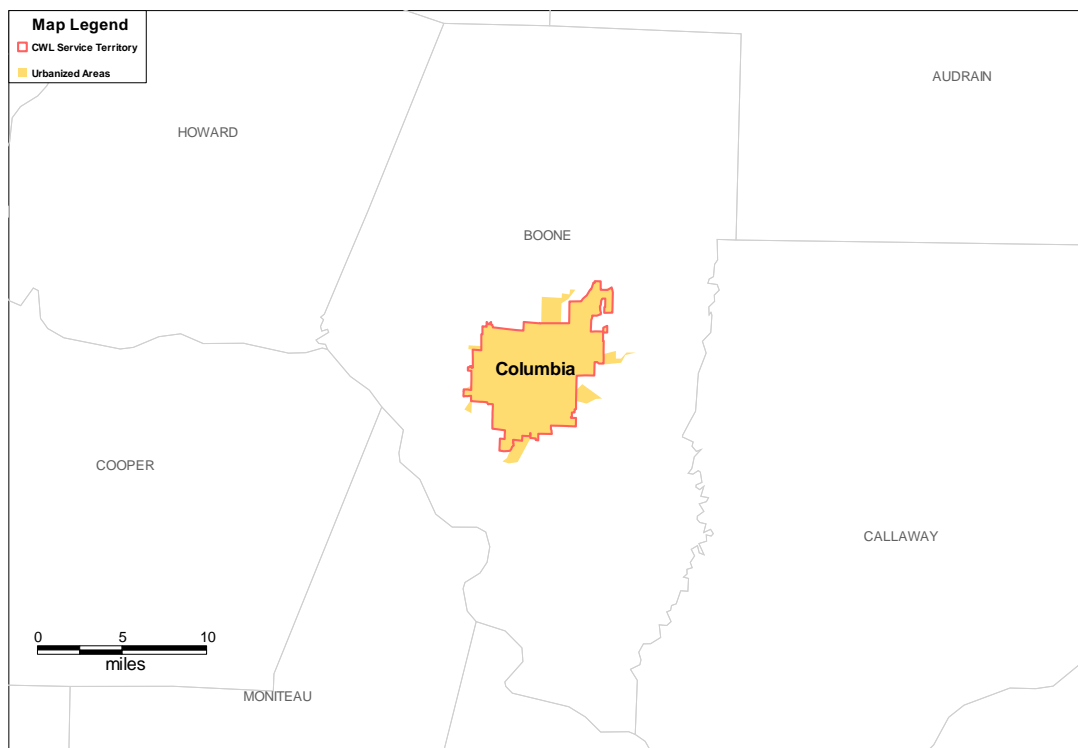 Map Legend
CWL Service Territory
Urbanized Areas
AUDRAIN
HOWARD
BOONE
Columbia
COOPER
CALLAWAY
0 5 10
miles
MONITEAU